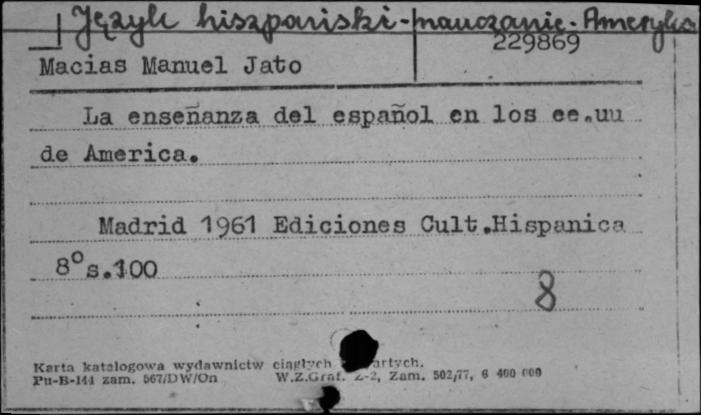 Język hiszpański - nauczanie - Ameryka
229869
Macias Manuel Jato
La enseñanza del español en los ee.uu
de America.
Madrid 1961 Ediciones Cult.Hispanica
8° s.100
8
Karta katalogowa wydawnictw ciągłych artych.
Pu-B-144 zam. 567/DW/On W.Z.Graf. Z-2, Zam. 502/77, 6 400 000